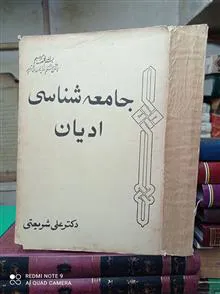 جامعه شناسی
ادیان
دکتر علی شریعتی
REDMI NOTE 9
AI QUAD CAMERA